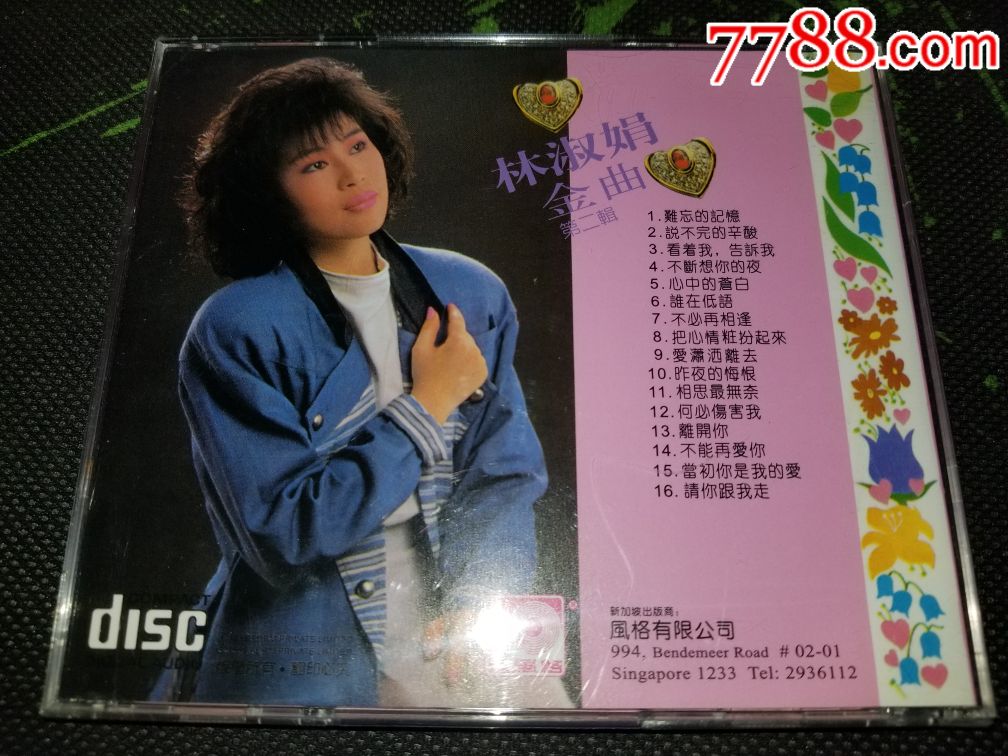 7788.com
林淑娟
金曲
第二輯
1. 難忘的記憶
2. 説不完的辛酸
3. 看着我，告訴我
4. 不斷想你的夜
5. 心中的蒼白
6. 誰在低語
7. 不必再相逢
8. 把心情粧扮起來
9. 愛瀟洒離去
10. 昨夜的悔恨
11. 相思最無奈
12. 何必傷害我
13. 離開你
14. 不能再愛你
15. 當初你是我的愛
16. 請你跟我走
COMPACT
disc
DIGITAL AUDIO
新加坡出版商：
風格有限公司
994, Bendemeer Road # 02-01
Singapore 1233 Tel: 2936112